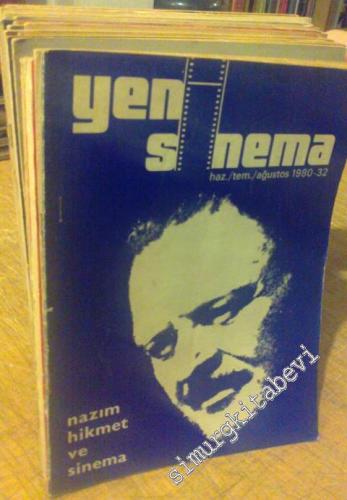 yeni
sinema
haz./tem./ağustos 1980-32
nazım
hikmet
ve
sinema
simurgkitabevi